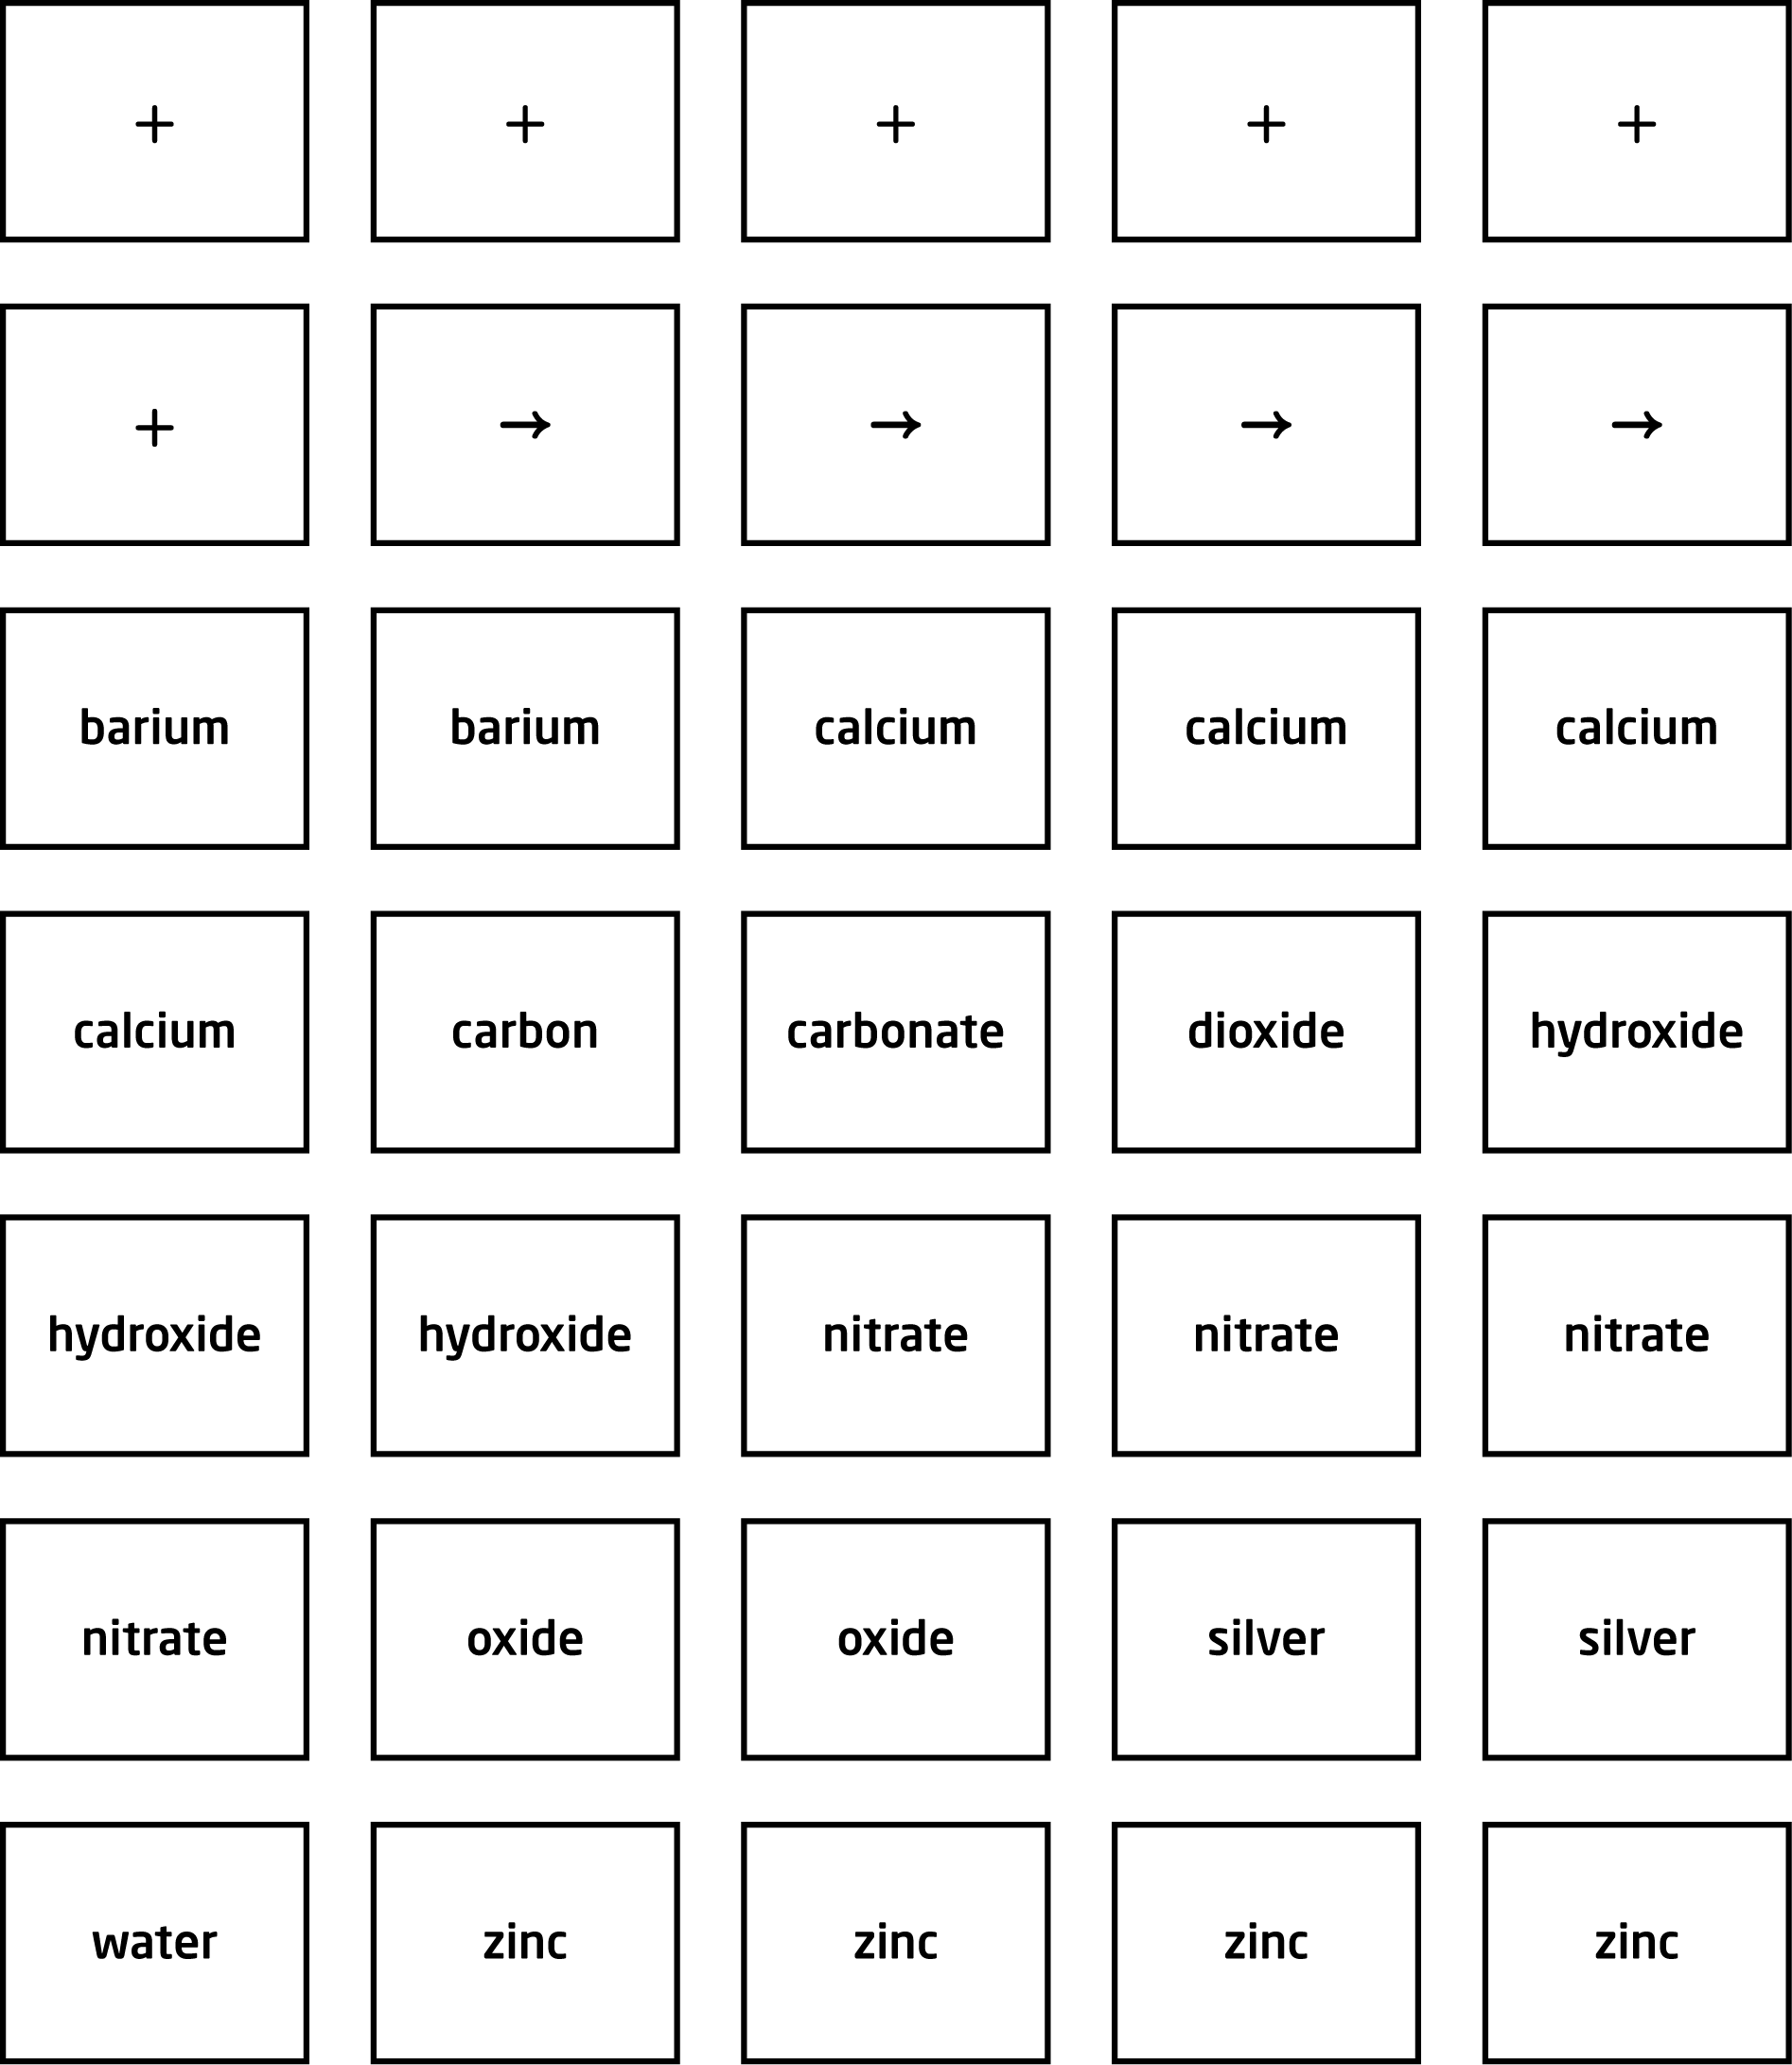 + + + + +
+ → → → →
barium barium calcium calcium calcium
calcium carbon carbonate dioxide hydroxide
hydroxide hydroxide nitrate nitrate nitrate
nitrate oxide oxide silver silver
water zinc zinc zinc zinc